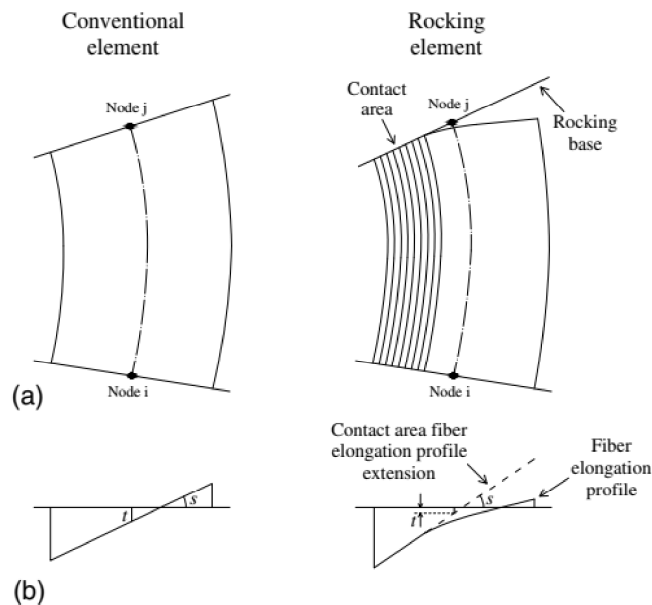 Conventional
element
Rocking
element
Node j
Contact
area
Node j
Rocking
base
Node i
Node i
(a)
Contact area fiber
elongation profile
extension
Fiber
elongation
profile
t
s
t
s
(b)